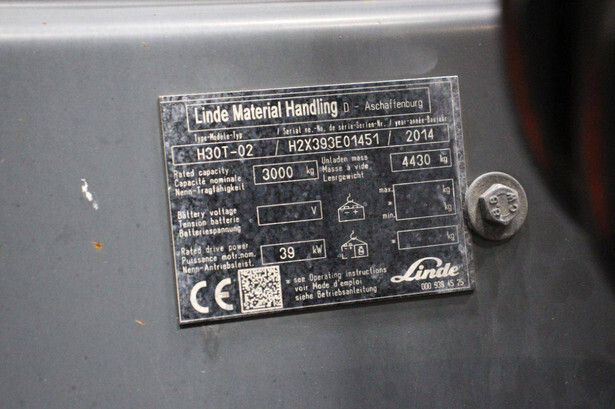 Linde Material Handling D - Aschaffenburg
Type-Modele-Typ / Serial no.-No. de série-Serien-Nr. / year-année-Baujahr
H30T-02 / H2X393E01451 / 2014
Rated capacity
Capacité nominale
Nenn-Tragfähigkeit
3000 kg
Unladen mass
Masse à vide
Leergewicht
4430 kg
Battery voltage
Tension batterie
Batteriespannung
V
max.
min.
= kg
kg
Rated drive power
Puissance mot.nom.
Nenn-Antriebsleist.
39 kW
= kg
CE
= see Operating instructions
voir Mode d'emploi
siehe Betriebsanleitung
Linde
000 938 45 25